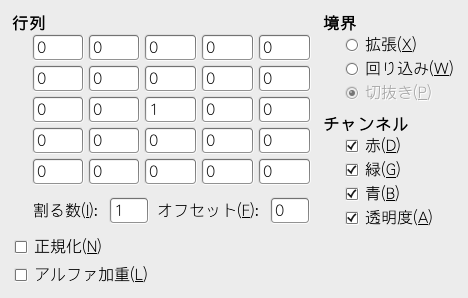 行列
0 0 0 0 0
0 0 0 0 0
0 0 1 0 0
0 0 0 0 0
0 0 0 0 0
割る数(I): 1 オフセット(F): 0
正規化(N)
アルファ加重(L)
境界
拡張(X)
回り込み(W)
切抜き(P)
チャンネル
赤(D)
緑(G)
青(B)
透明度(A)